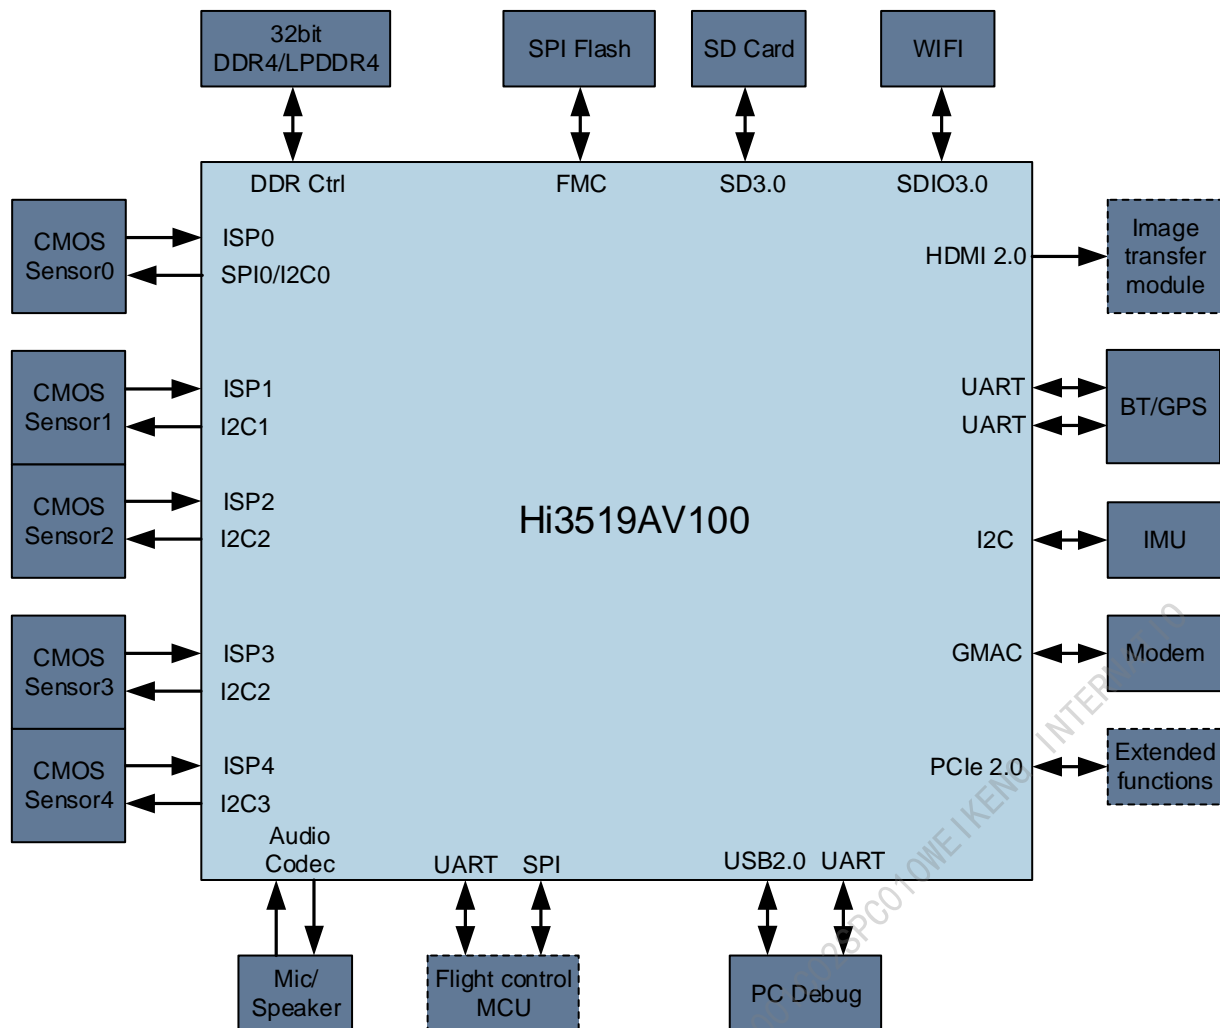 32bit
DDR4/LPDDR4
SPI Flash
SD Card
WIFI
DDR Ctrl
FMC
SD3.0
SDIO3.0
CMOS
Sensor0
ISP0
SPI0/I2C0
HDMI 2.0
Image
transfer
module
CMOS
Sensor1
ISP1
I2C1
UART
UART
BT/GPS
CMOS
Sensor2
ISP2
I2C2
Hi3519AV100
I2C
IMU
CMOS
Sensor3
ISP3
I2C2
GMAC
Modem
CMOS
Sensor4
ISP4
I2C3
PCIe 2.0
Extended
functions
Audio
Codec
UART
SPI
USB2.0
UART
Mic/
Speaker
Flight control
MCU
PC Debug